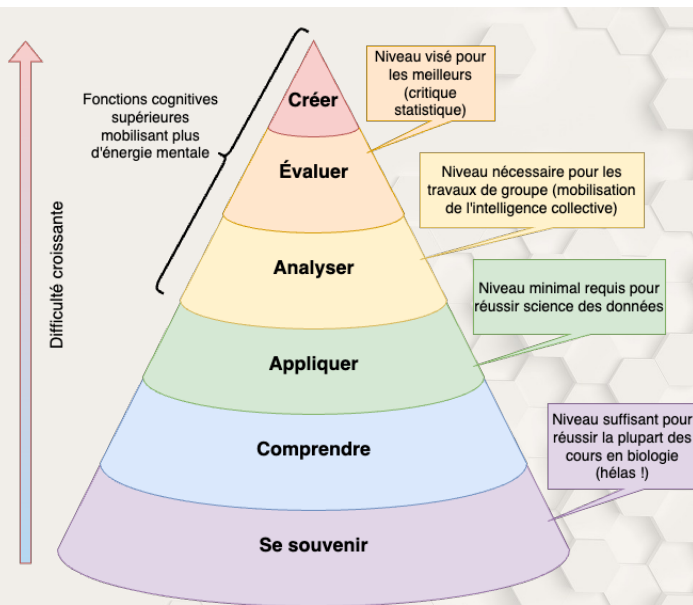 Niveau visé pour
les meilleurs
(critique
statistique)
Fonctions cognitives
supérieures
mobilisant plus
d'énergie mentale
Créer
Évaluer
Niveau nécessaire pour les
travaux de groupe (mobilisation
de l'intelligence collective)
Analyser
Niveau minimal requis pour
réussir science des données
Difficulté croissante
Appliquer
Niveau suffisant pour
réussir la plupart des
cours en biologie
(hélas !)
Comprendre
Se souvenir